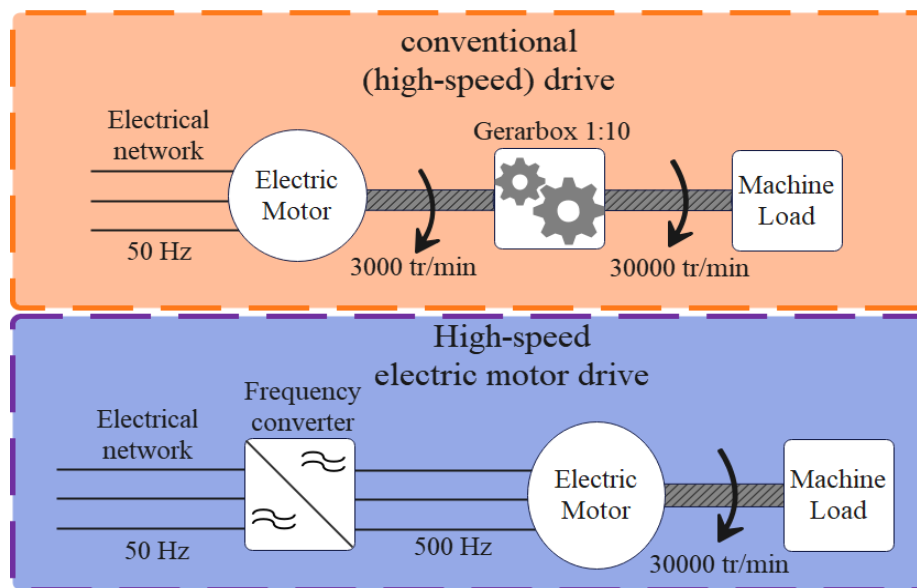 conventional
(high-speed) drive
Electrical
network
50 Hz
Electric
Motor
3000 tr/min
Gerarbox 1:10
30000 tr/min
Machine
Load
High-speed
electric motor drive
Electrical
network
50 Hz
Frequency
converter
500 Hz
Electric
Motor
30000 tr/min
Machine
Load